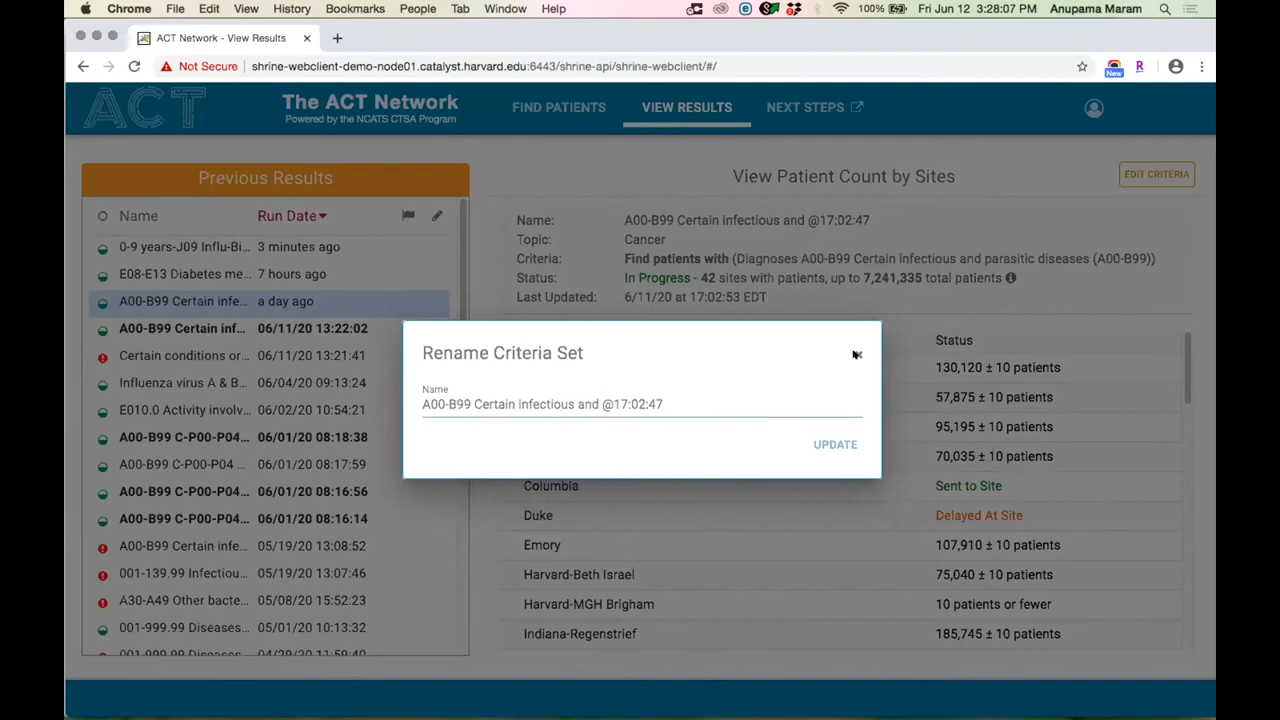 Chrome File Edit View History Bookmarks People Tab Window Help 100% Fri Jun 12 3:28:07 PM Anupama Maram
ACT Network - View Results
Not Secure shrine-webclient-demo-node01.catalyst.harvard.edu:6443/shrine-api/shrine-webclient/#/
New
R
ACT The ACT Network FIND PATIENTS VIEW RESULTS NEXT STEPS
Powered by the NCATS CTSA Program
Previous Results
Name Run Date
0-9 years-J09 Influ-Bi... 3 minutes ago
E08-E13 Diabetes me... 7 hours ago
A00-B99 Certain infe... a day ago
A00-B99 Certain inf... 06/11/20 13:22:02
Certain conditions or... 06/11/20 13:21:41
Influenza virus A & B... 06/04/20 09:13:24
E010.0 Activity involv... 06/02/20 10:54:21
A00-B99 C-P00-P04... 06/01/20 08:18:38
A00-B99 C-P00-P04 ... 06/01/20 08:17:59
A00-B99 C-P00-P04... 06/01/20 08:16:56
A00-B99 C-P00-P04... 06/01/20 08:16:14
A00-B99 Certain infe... 05/19/20 13:08:52
001-139.99 Infectiou... 05/19/20 13:07:46
A30-A49 Other bacte... 05/08/20 15:52:23
001-999.99 Diseases... 05/01/20 10:13:32
001-999.99 Diseases 04/29/20 11:59:40
View Patient Count by Sites
EDIT CRITERIA
Name: A00-B99 Certain infectious and @17:02:47
Topic: Cancer
Criteria: Find patients with (Diagnoses A00-B99 Certain infectious and parasitic diseases (A00-B99))
Status: In Progress - 42 sites with patients, up to 7,241,335 total patients
Last Updated: 6/11/20 at 17:02:53 EDT
Rename Criteria Set
Name
A00-B99 Certain infectious and @17:02:47
UPDATE
Status
130,120 ± 10 patients
57,875 ± 10 patients
95,195 ± 10 patients
70,035 ± 10 patients
Columbia Sent to Site
Duke Delayed At Site
Emory 107,910 ± 10 patients
Harvard-Beth Israel 75,040 ± 10 patients
Harvard-MGH Brigham 10 patients or fewer
Indiana-Regenstrief 185,745 ± 10 patients